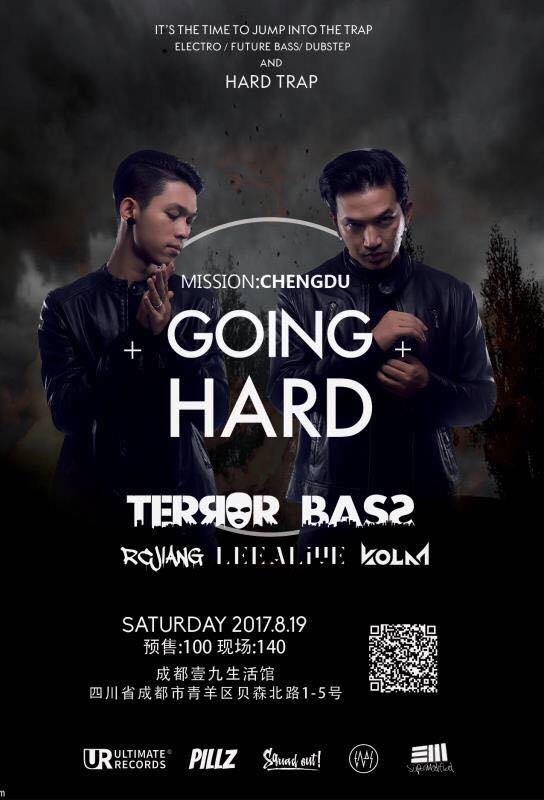 IT'S THE TIME TO JUMP INTO THE TRAP
ELECTRO / FUTURE BASS/ DUBSTEP
AND
HARD TRAP
MISSION:CHENGDU
+ GOING +
HARD
TERROR BASS
RCJIANG LEEALiVE KOLM
SATURDAY 2017.8.19
预售:100 现场:140
成都壹九生活馆
四川省成都市青羊区贝森北路1-5号
UR ULTIMATE® RECORDS PILLZ Squad out!